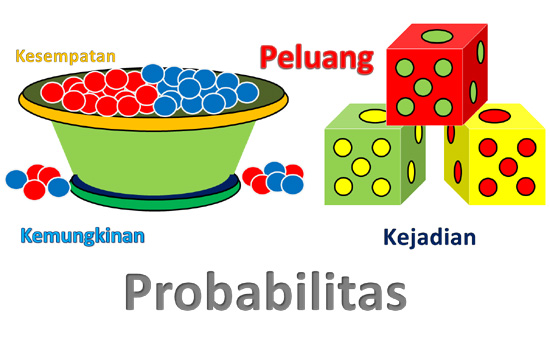 Kesempatan
Peluang
Kemungkinan
Kejadian
Probabilitas